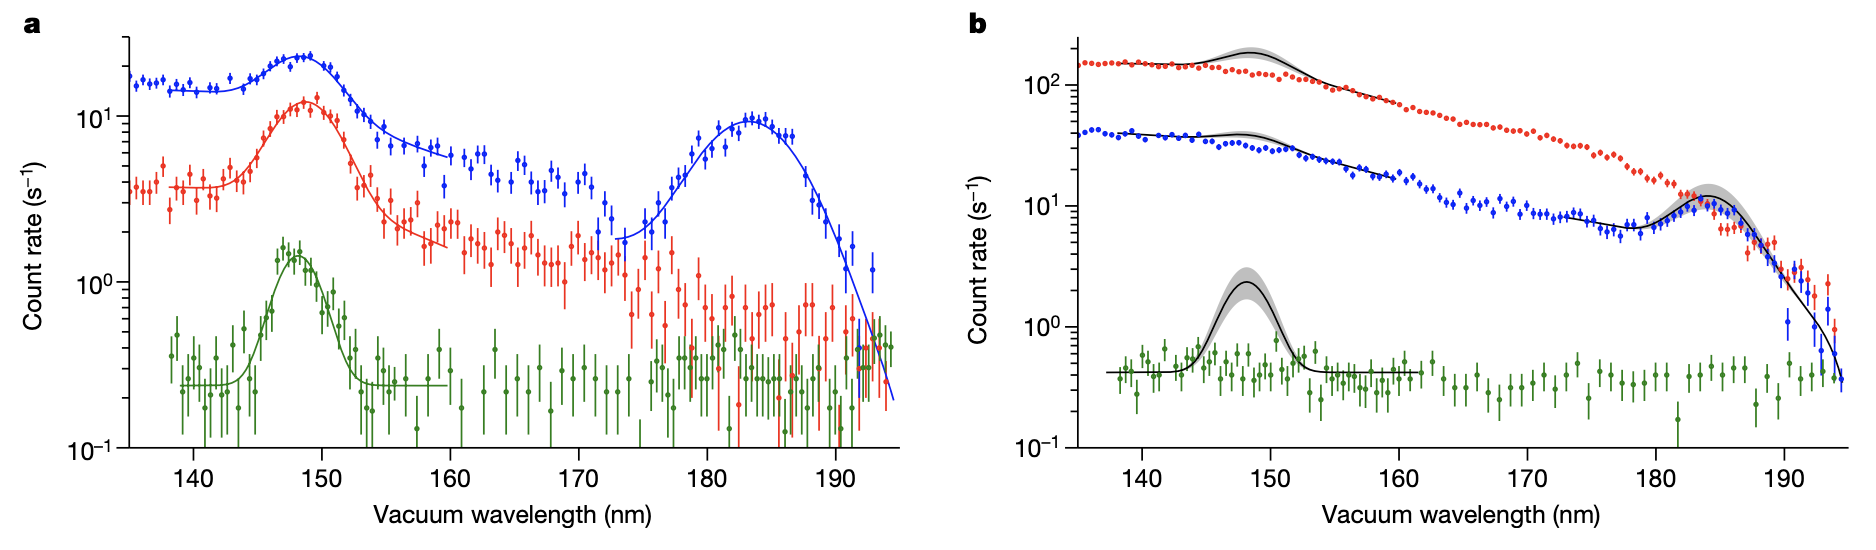 a
Count rate (s⁻¹)
10¹
10⁰
10⁻¹
140 150 160 170 180 190
Vacuum wavelength (nm)
b
Count rate (s⁻¹)
10²
10¹
10⁰
10⁻¹
140 150 160 170 180 190
Vacuum wavelength (nm)